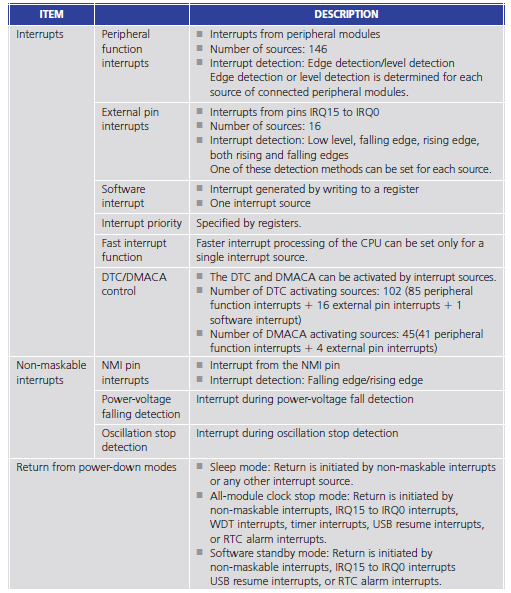 ITEM DESCRIPTION
Interrupts Peripheral function interrupts
■ Interrupts from peripheral modules
■ Number of sources: 146
■ Interrupt detection: Edge detection/level detection
Edge detection or level detection is determined for each
source of connected peripheral modules.
External pin interrupts
■ Interrupts from pins IRQ15 to IRQ0
■ Number of sources: 16
■ Interrupt detection: Low level, falling edge, rising edge,
both rising and falling edges
One of these detection methods can be set for each source.
Software interrupt
■ Interrupt generated by writing to a register
■ One interrupt source
Interrupt priority Specified by registers.
Fast interrupt function
Faster interrupt processing of the CPU can be set only for a
single interrupt source.
DTC/DMACA control
■ The DTC and DMACA can be activated by interrupt sources.
■ Number of DTC activating sources: 102 (85 peripheral
function interrupts + 16 external pin interrupts + 1
software interrupt)
■ Number of DMACA activating sources: 45(41 peripheral
function interrupts + 4 external pin interrupts)
Non-maskable interrupts NMI pin interrupts
■ Interrupt from the NMI pin
■ Interrupt detection: Falling edge/rising edge
Power-voltage falling detection
Interrupt during power-voltage fall detection
Oscillation stop detection
Interrupt during oscillation stop detection
Return from power-down modes
■ Sleep mode: Return is initiated by non-maskable interrupts
or any other interrupt source.
■ All-module clock stop mode: Return is initiated by
non-maskable interrupts, IRQ15 to IRQ0 interrupts,
WDT interrupts, timer interrupts, USB resume interrupts,
or RTC alarm interrupts.
■ Software standby mode: Return is initiated by
non-maskable interrupts, IRQ15 to IRQ0 interrupts
USB resume interrupts, or RTC alarm interrupts.